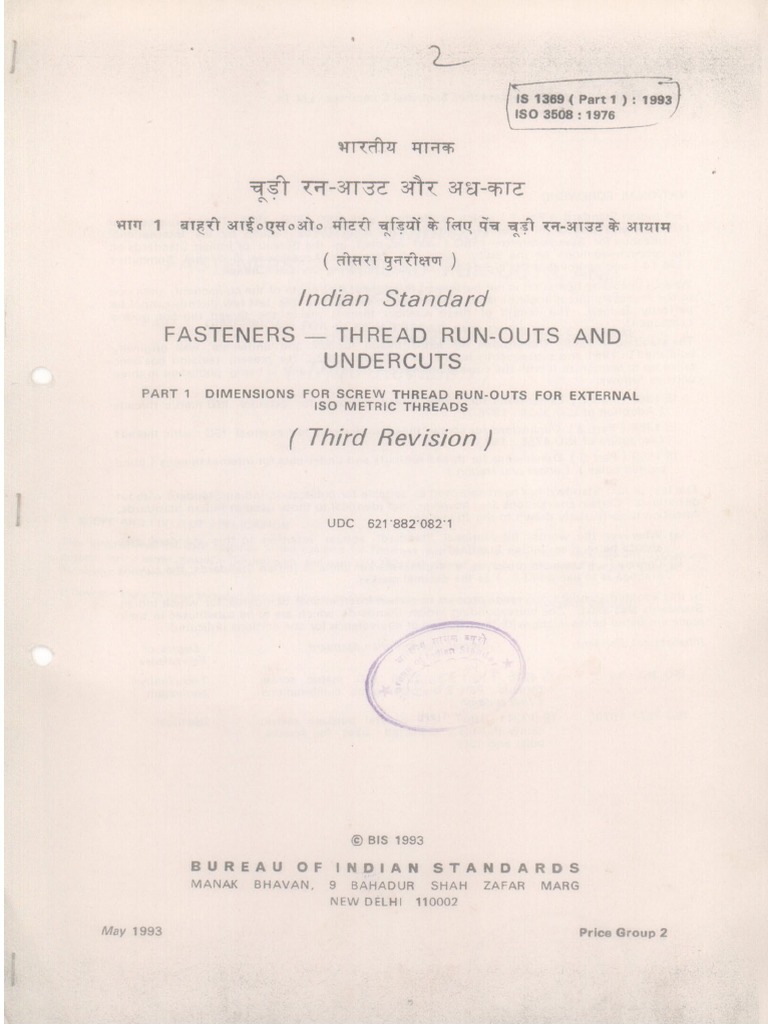 2
IS 1369 ( Part 1 ) : 1993
ISO 3508 : 1976
भारतीय मानक
चूड़ी रन-आउट और अध-काट
भाग 1 बाहरी आई०एस०ओ० मीटरी चूड़ियों के लिए पेंच चूड़ी रन-आउट के आयाम
( तीसरा पुनरीक्षण )
Indian Standard
FASTENERS — THREAD RUN-OUTS AND
UNDERCUTS
PART 1 DIMENSIONS FOR SCREW THREAD RUN-OUTS FOR EXTERNAL
ISO METRIC THREADS
( Third Revision )
UDC 621·882·082·1
© BIS 1993
BUREAU OF INDIAN STANDARDS
MANAK BHAVAN, 9 BAHADUR SHAH ZAFAR MARG
NEW DELHI 110002
May 1993
Price Group 2